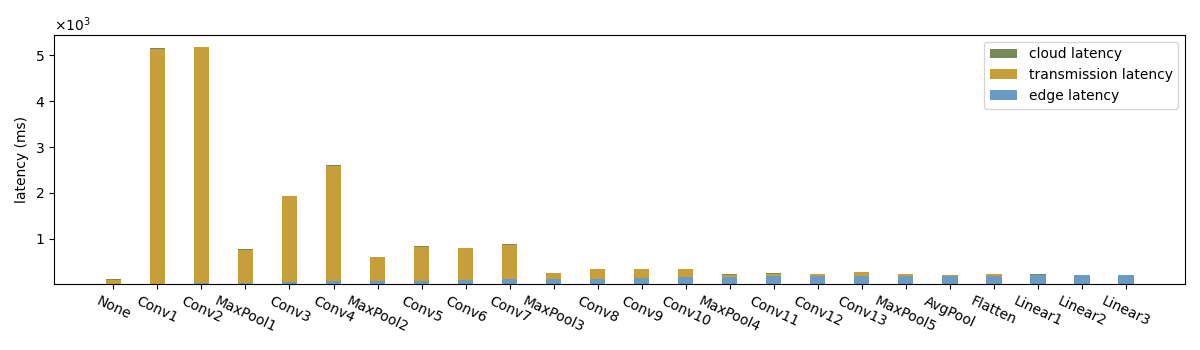 ×10³
5
4
3
2
1
latency (ms)
cloud latency
transmission latency
edge latency
None
Conv1
Conv2
MaxPool1
Conv3
Conv4
MaxPool2
Conv5
Conv6
Conv7
MaxPool3
Conv8
Conv9
Conv10
MaxPool4
Conv11
Conv12
Conv13
MaxPool5
AvgPool
Flatten
Linear1
Linear2
Linear3